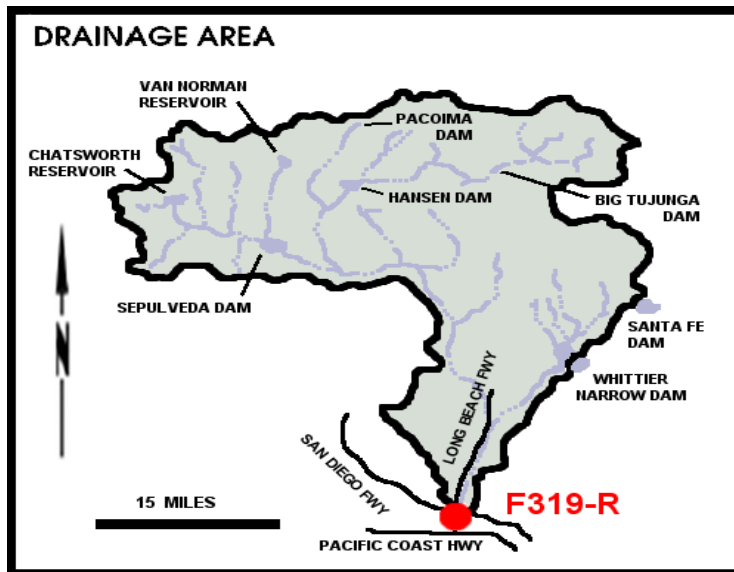 DRAINAGE AREA
VAN NORMAN
RESERVOIR
PACOIMA
DAM
CHATSWORTH
RESERVOIR
HANSEN DAM
BIG TUJUNGA
DAM
SEPULVEDA DAM
SANTA FE
DAM
WHITTIER
NARROW DAM
N
LONG BEACH FWY
SAN DIEGO FWY
15 MILES
F319-R
PACIFIC COAST HWY